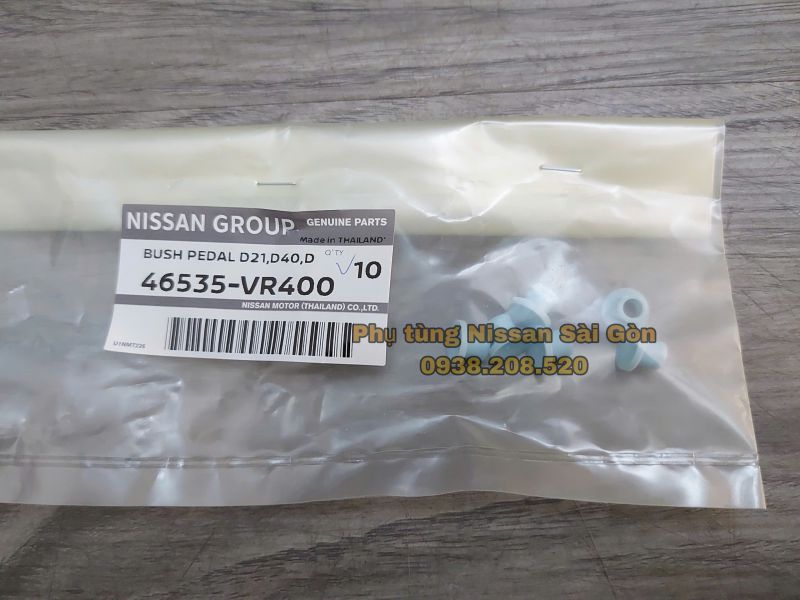 NISSAN GROUP GENUINE PARTS
Made in THAILAND
BUSH PEDAL D21,D40,D Q'TY
46535-VR400 10
NISSAN MOTOR (THAILAND) CO.,LTD.
U1NMT226
Phụ tùng Nissan Sài Gòn
0938.208.520